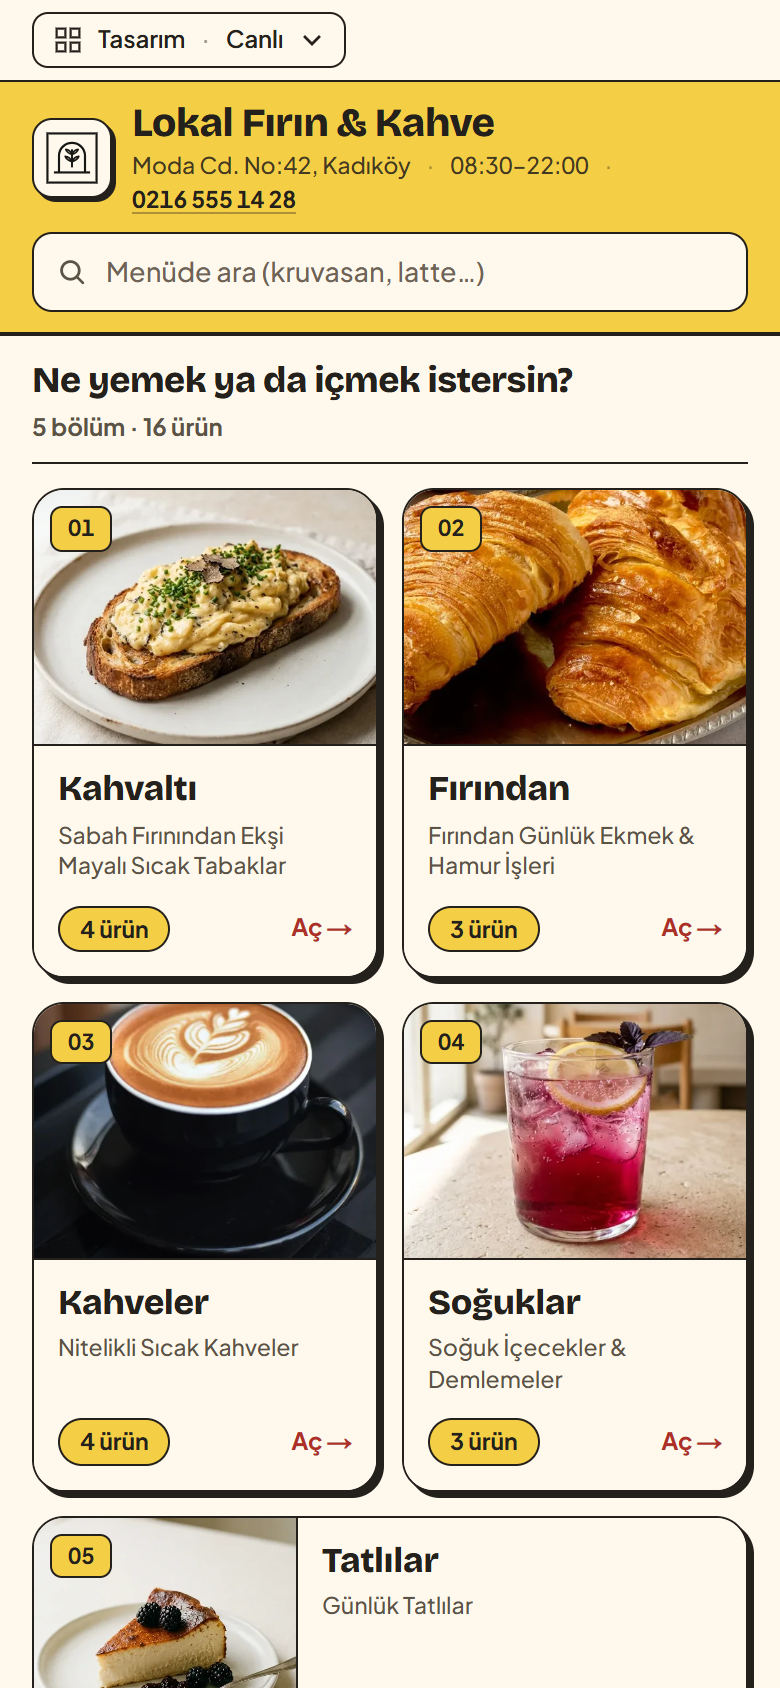 Tasarım · Canlı
Lokal Fırın & Kahve
Moda Cd. No:42, Kadıköy · 08:30–22:00 ·
0216 555 14 28
Menüde ara (kruvasan, latte…)
Ne yemek ya da içmek istersin?
5 bölüm · 16 ürün
01
Kahvaltı
Sabah Fırınından Ekşi
Mayalı Sıcak Tabaklar
4 ürün
Aç→
02
Fırından
Fırından Günlük Ekmek &
Hamur İşleri
3 ürün
Aç→
03
Kahveler
Nitelikli Sıcak Kahveler
4 ürün
Aç→
04
Soğuklar
Soğuk İçecekler &
Demlemeler
3 ürün
Aç→
05
Tatlılar
Günlük Tatlılar